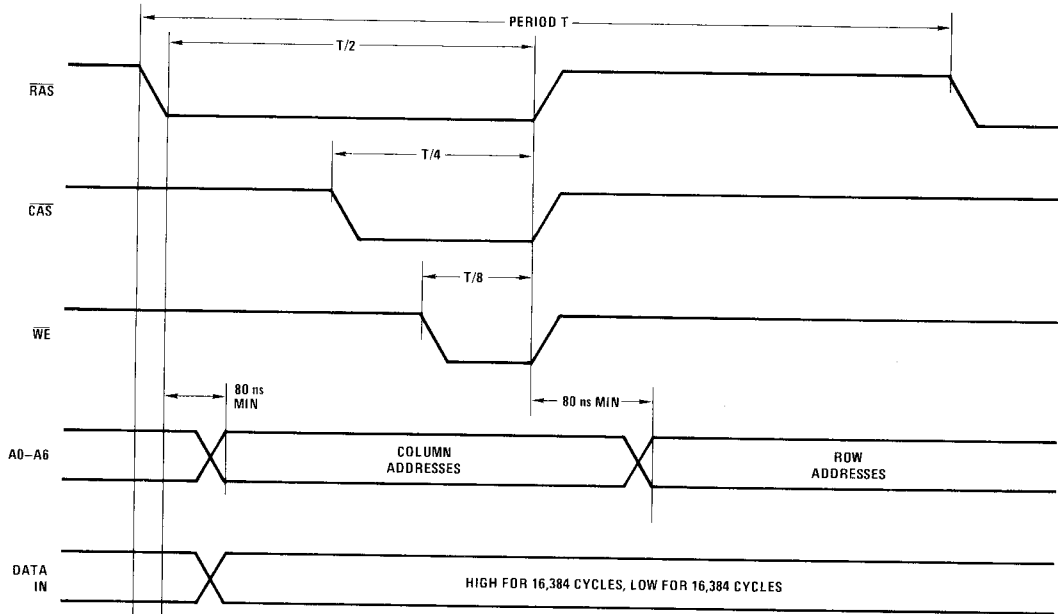 PERIOD T
T/2
RAS
T/4
CAS
T/8
WE
80 ns
MIN
80 ns MIN
A0–A6
COLUMN
ADDRESSES
ROW
ADDRESSES
DATA
IN
HIGH FOR 16,384 CYCLES, LOW FOR 16,384 CYCLES